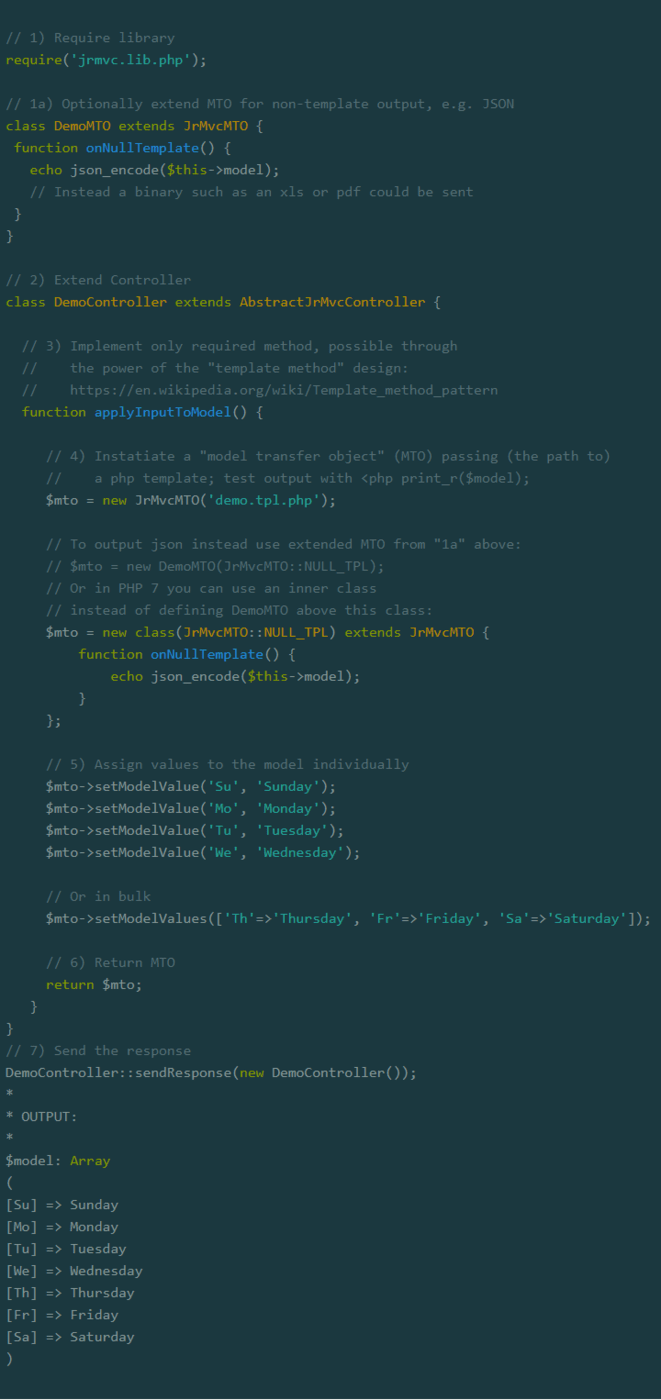 // 1) Require library
require('jrmvc.lib.php');

// 1a) Optionally extend MTO for non-template output, e.g. JSON
class DemoMTO extends JrMvcMTO {
 function onNullTemplate() {
   echo json_encode($this->model);
   // Instead a binary such as an xls or pdf could be sent
 }
}

// 2) Extend Controller
class DemoController extends AbstractJrMvcController {

  // 3) Implement only required method, possible through
  //    the power of the "template method" design:
  //    https://en.wikipedia.org/wiki/Template_method_pattern
  function applyInputToModel() {

     // 4) Instatiate a "model transfer object" (MTO) passing (the path to)
     //    a php template; test output with <php print_r($model);
     $mto = new JrMvcMTO('demo.tpl.php');

     // To output json instead use extended MTO from "1a" above:
     // $mto = new DemoMTO(JrMvcMTO::NULL_TPL);
     // Or in PHP 7 you can use an inner class
     // instead of defining DemoMTO above this class:
     $mto = new class(JrMvcMTO::NULL_TPL) extends JrMvcMTO {
         function onNullTemplate() {
             echo json_encode($this->model);
         }
     };

     // 5) Assign values to the model individually
     $mto->setModelValue('Su', 'Sunday');
     $mto->setModelValue('Mo', 'Monday');
     $mto->setModelValue('Tu', 'Tuesday');
     $mto->setModelValue('We', 'Wednesday');

     // Or in bulk
     $mto->setModelValues(['Th'=>'Thursday', 'Fr'=>'Friday', 'Sa'=>'Saturday']);

     // 6) Return MTO
     return $mto;
   }
}
// 7) Send the response
DemoController::sendResponse(new DemoController());
*
* OUTPUT:
*
$model: Array
(
[Su] => Sunday
[Mo] => Monday
[Tu] => Tuesday
[We] => Wednesday
[Th] => Thursday
[Fr] => Friday
[Sa] => Saturday
)